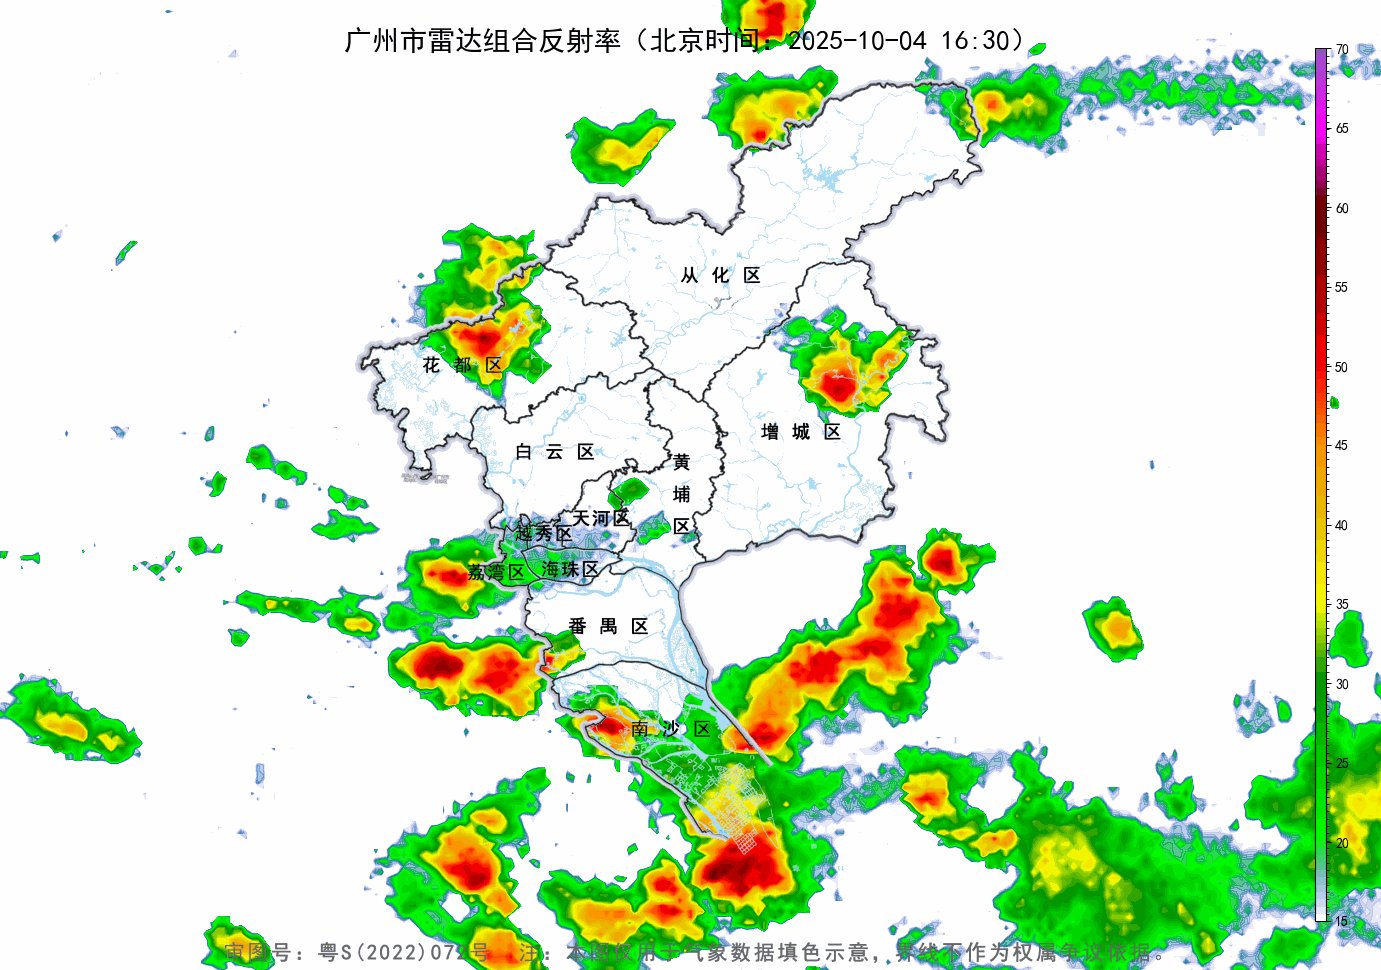 广州市雷达组合反射率（北京时间：2025-10-04 16:30）
70
65
60
55
50
45
40
35
30
25
20
15
从化区
花都区
增城区
白云区
黄埔区
天河区
越秀区
荔湾区
海珠区
番禺区
南沙区
审图号：粤S(2022)072号 注：本图仅用于气象数据填色示意，界线不作为权属争议依据。